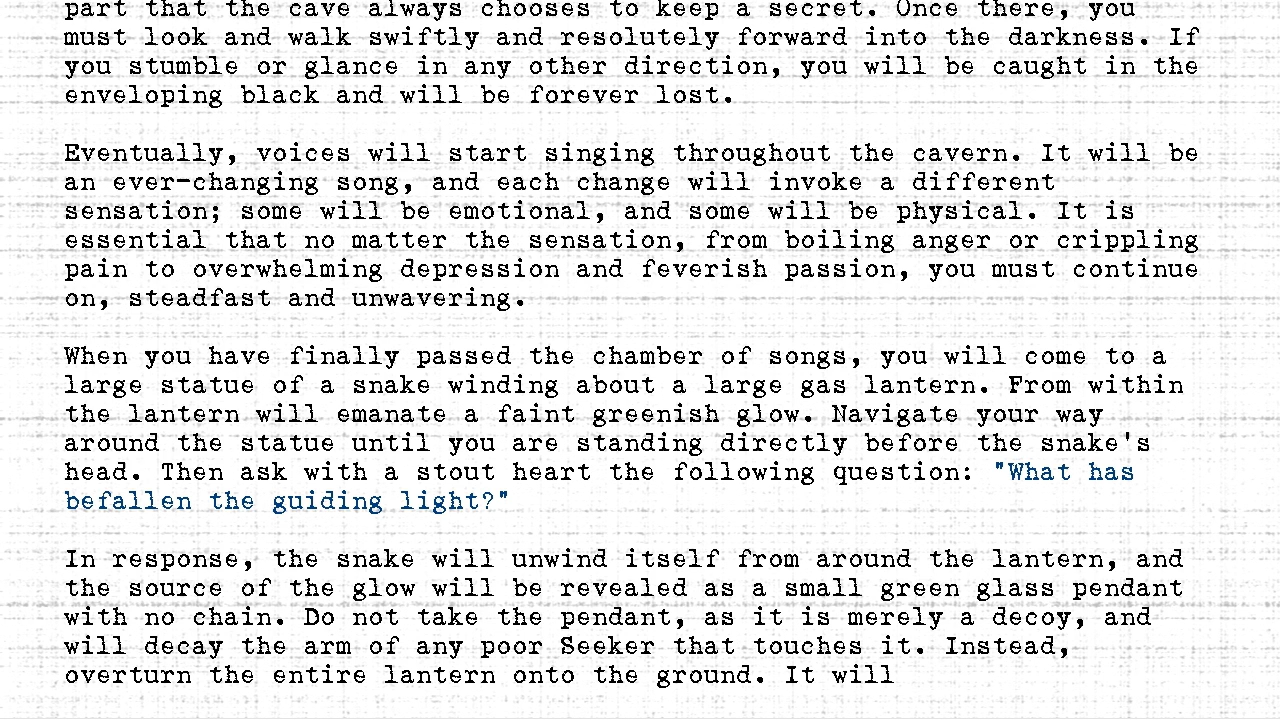 part that the cave always chooses to keep a secret. Once there, you
must look and walk swiftly and resolutely forward into the darkness. If
you stumble or glance in any other direction, you will be caught in the
enveloping black and will be forever lost.
Eventually, voices will start singing throughout the cavern. It will be
an ever-changing song, and each change will invoke a different
sensation; some will be emotional, and some will be physical. It is
essential that no matter the sensation, from boiling anger or crippling
pain to overwhelming depression and feverish passion, you must continue
on, steadfast and unwavering.
When you have finally passed the chamber of songs, you will come to a
large statue of a snake winding about a large gas lantern. From within
the lantern will emanate a faint greenish glow. Navigate your way
around the statue until you are standing directly before the snake's
head. Then ask with a stout heart the following question: "What has
befallen the guiding light?"
In response, the snake will unwind itself from around the lantern, and
the source of the glow will be revealed as a small green glass pendant
with no chain. Do not take the pendant, as it is merely a decoy, and
will decay the arm of any poor Seeker that touches it. Instead,
overturn the entire lantern onto the ground. It will